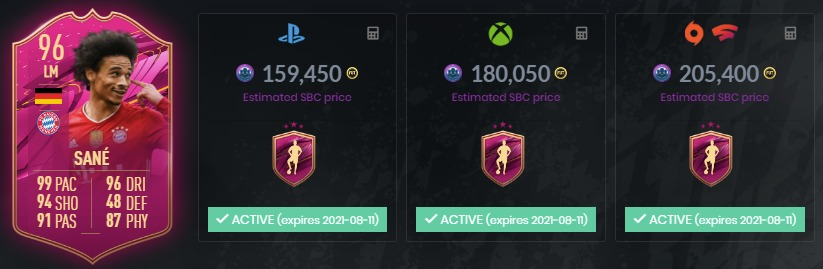 96
LM
SANÉ
99 PAC 96 DRI
94 SHO 48 DEF
91 PAS 87 PHY
159,450
Estimated SBC price
ACTIVE (expires 2021-08-11)
180,050
Estimated SBC price
ACTIVE (expires 2021-08-11)
205,400
Estimated SBC price
ACTIVE (expires 2021-08-11)